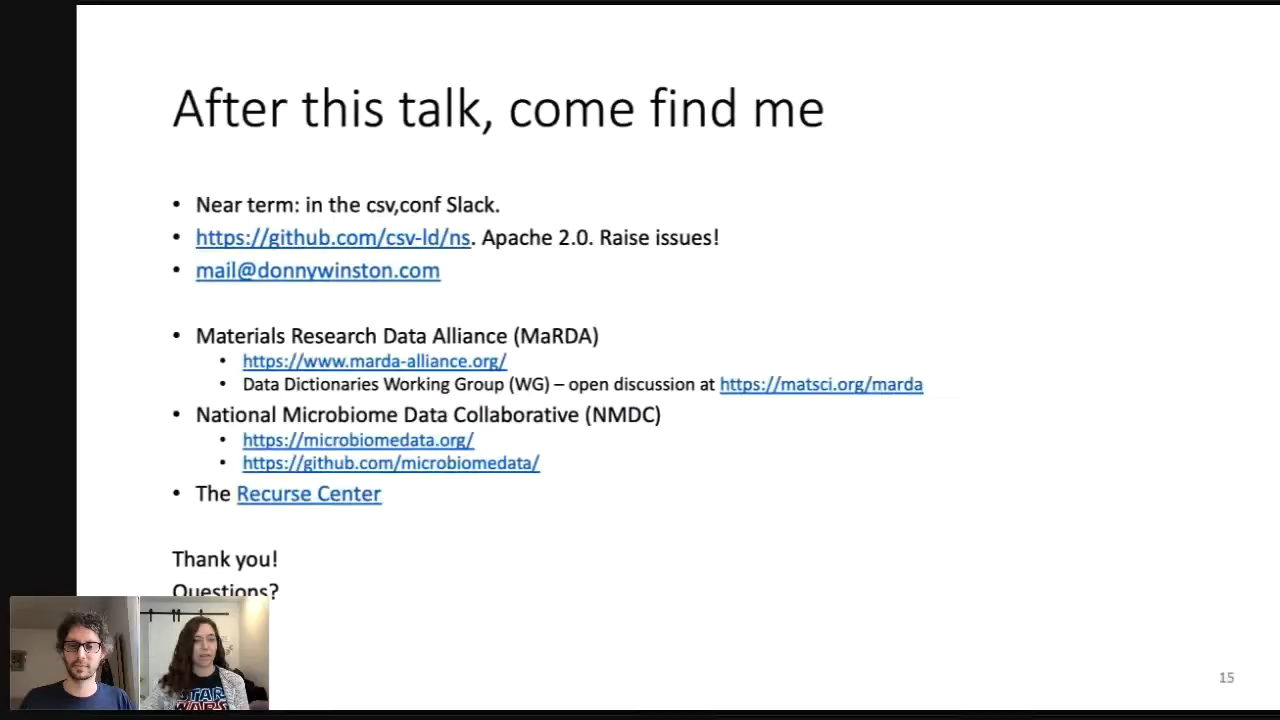 After this talk, come find me
• Near term: in the csv,conf Slack.
• https://github.com/csv-ld/ns. Apache 2.0. Raise issues!
• mail@donnywinston.com
• Materials Research Data Alliance (MaRDA)
• https://www.marda-alliance.org/
• Data Dictionaries Working Group (WG) – open discussion at https://matsci.org/marda
• National Microbiome Data Collaborative (NMDC)
• https://microbiomedata.org/
• https://github.com/microbiomedata/
• The Recurse Center
Thank you!
Questions?
STAR
WARS
15